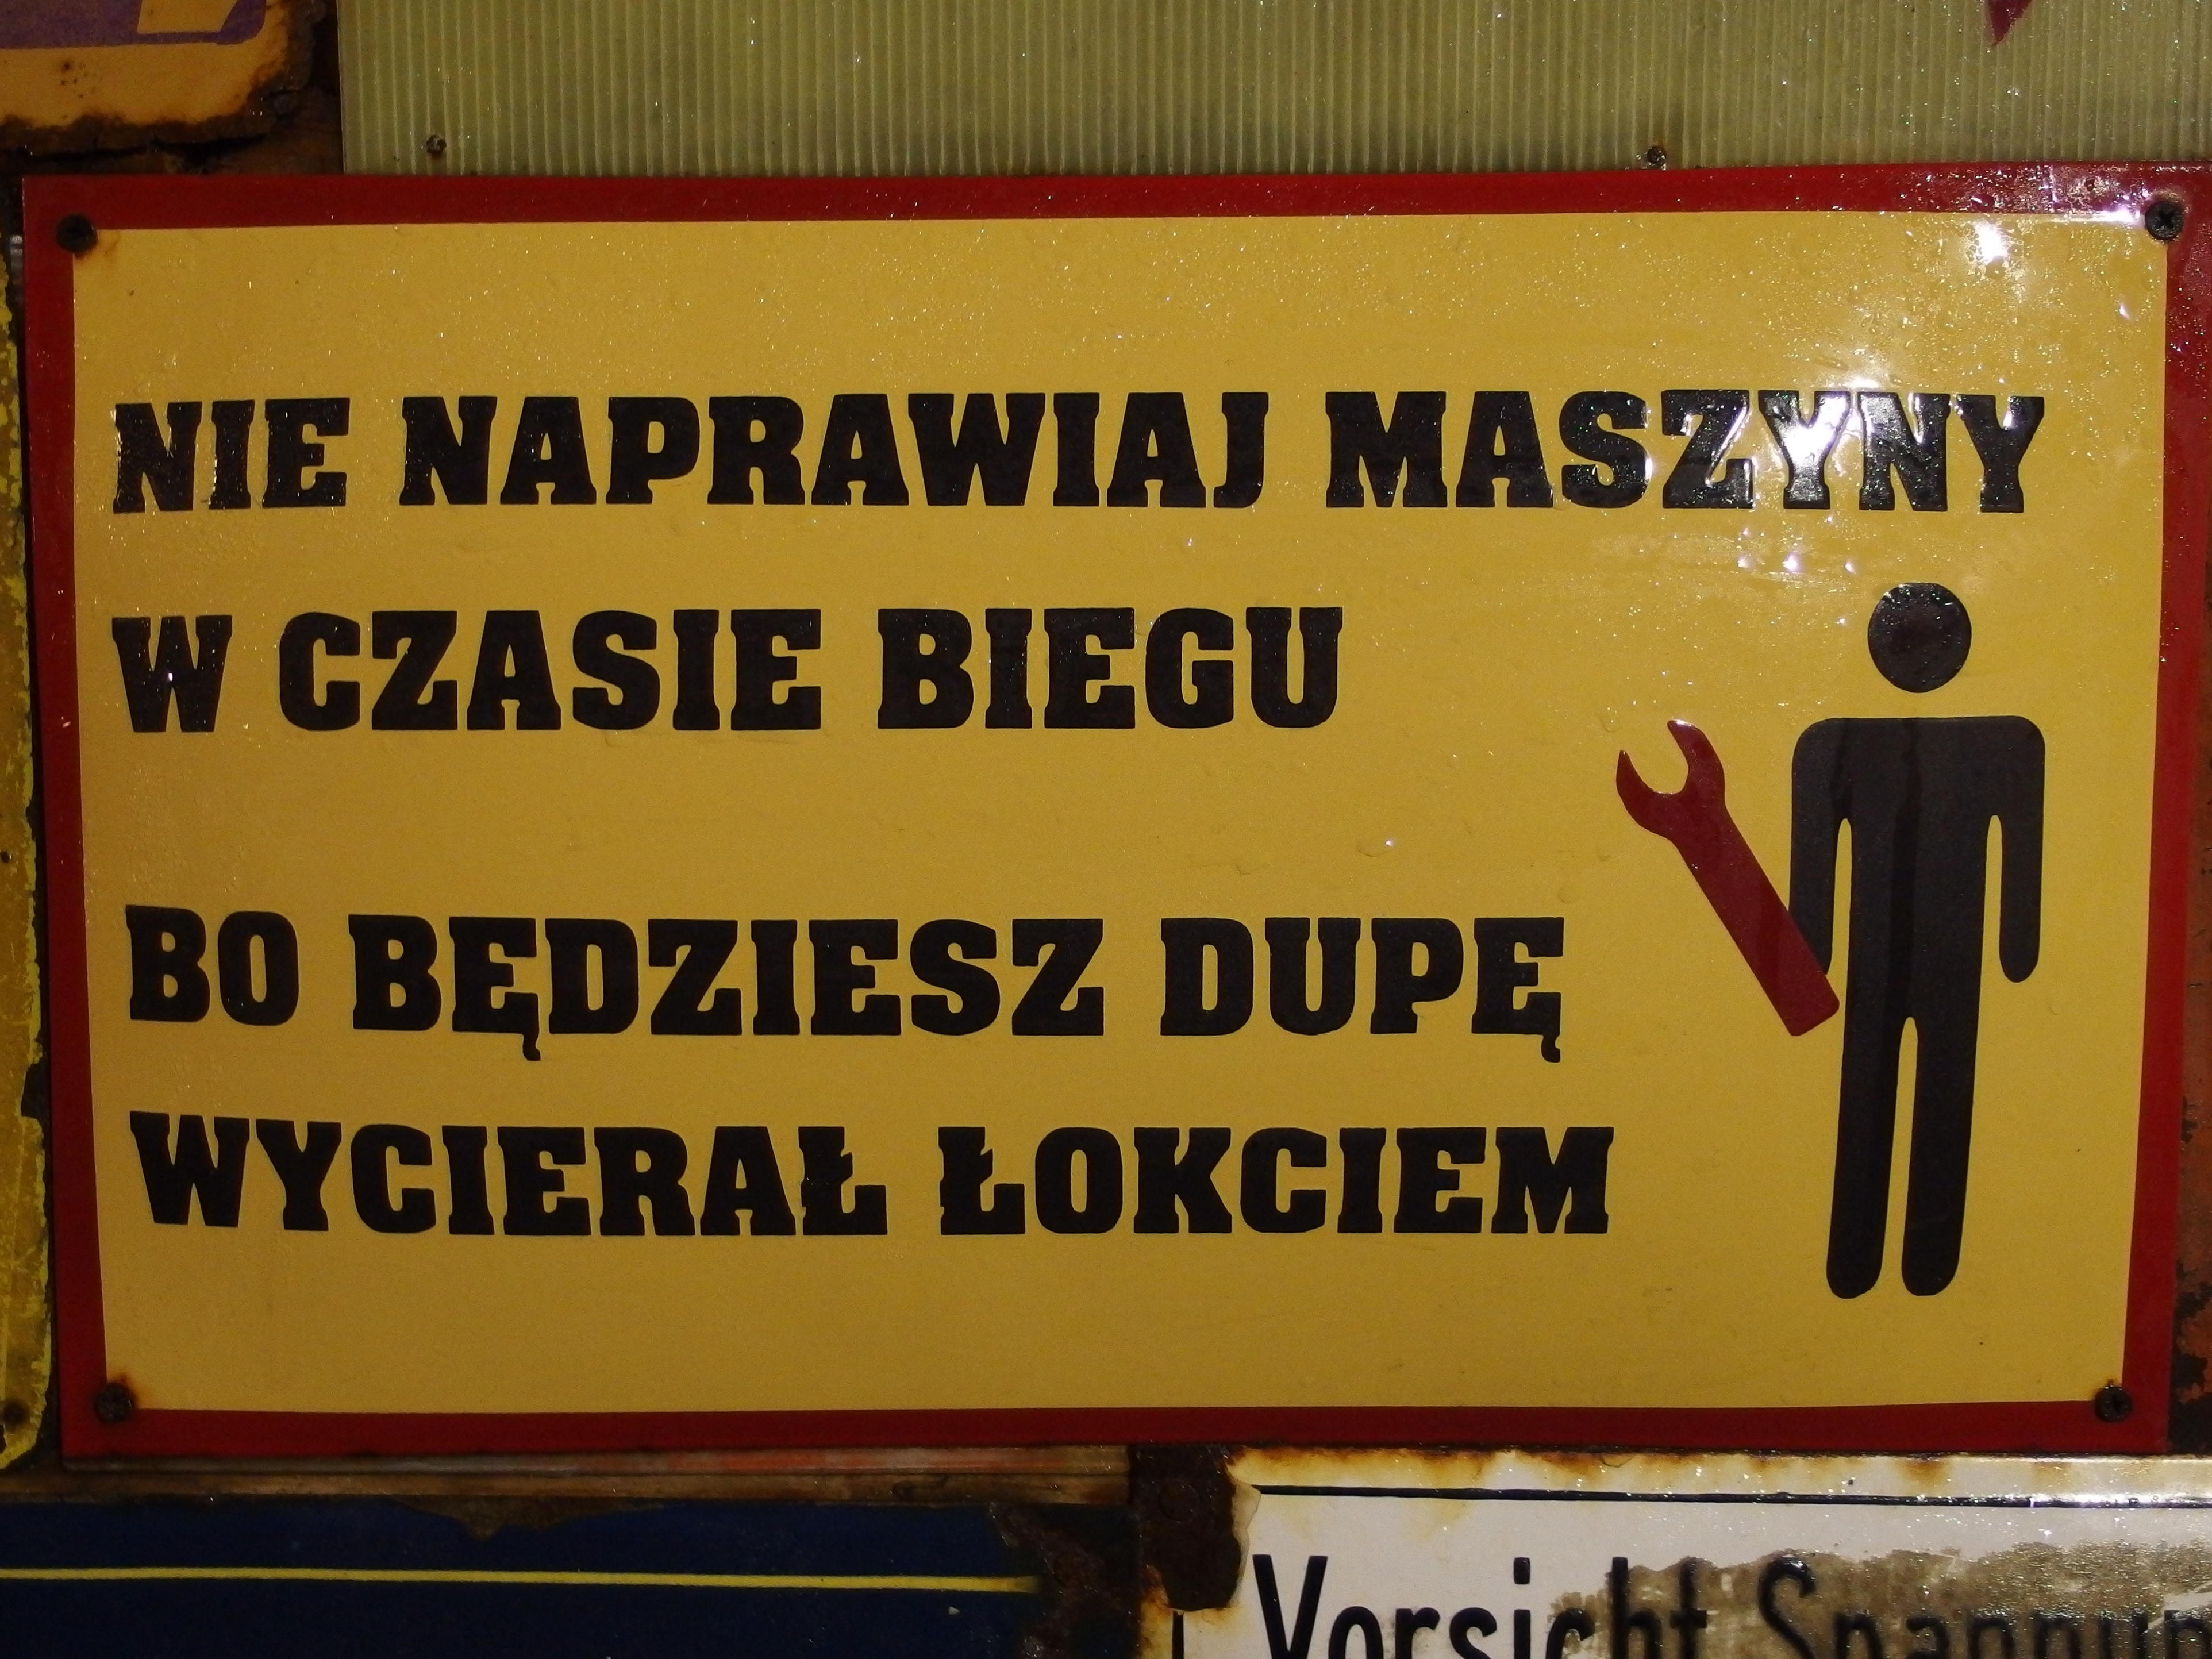 NIE NAPRAWIAJ MASZYNY
W CZASIE BIEGU
BO BĘDZIESZ DUPĘ
WYCIERAŁ ŁOKCIEM
Vorsicht